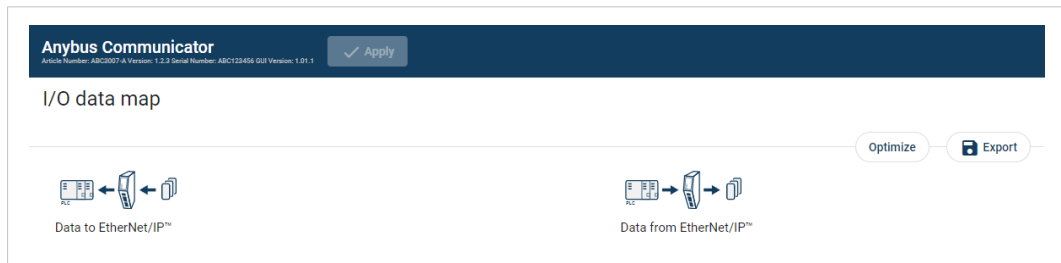 Anybus Communicator
Article Number: ABC3007-A Version: 1.2.3 Serial Number: ABC123456 GUI Version: 1.01.1
Apply
I/O data map
Optimize
Export
PLC
PLC
Data to EtherNet/IP™
Data from EtherNet/IP™